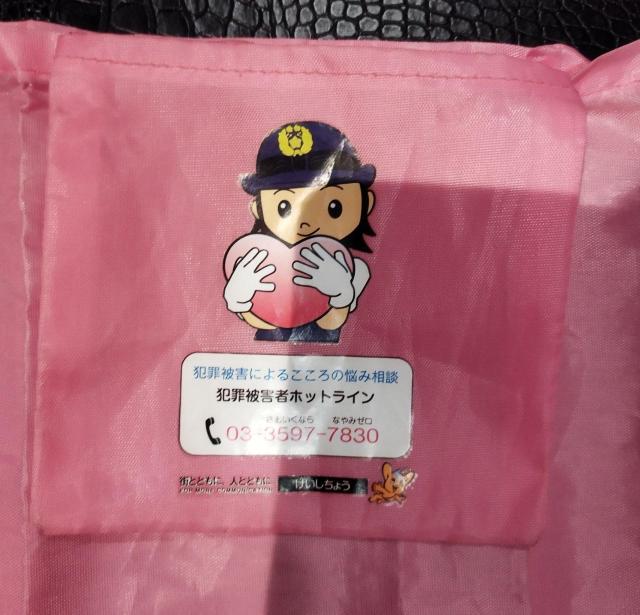 犯罪被害によるこころの悩み相談
犯罪被害者ホットライン
さぁいくなら なやみゼロ
03-3597-7830
街とともに、人とともに
FOR MORE COMMUNICATION
けいしちょう